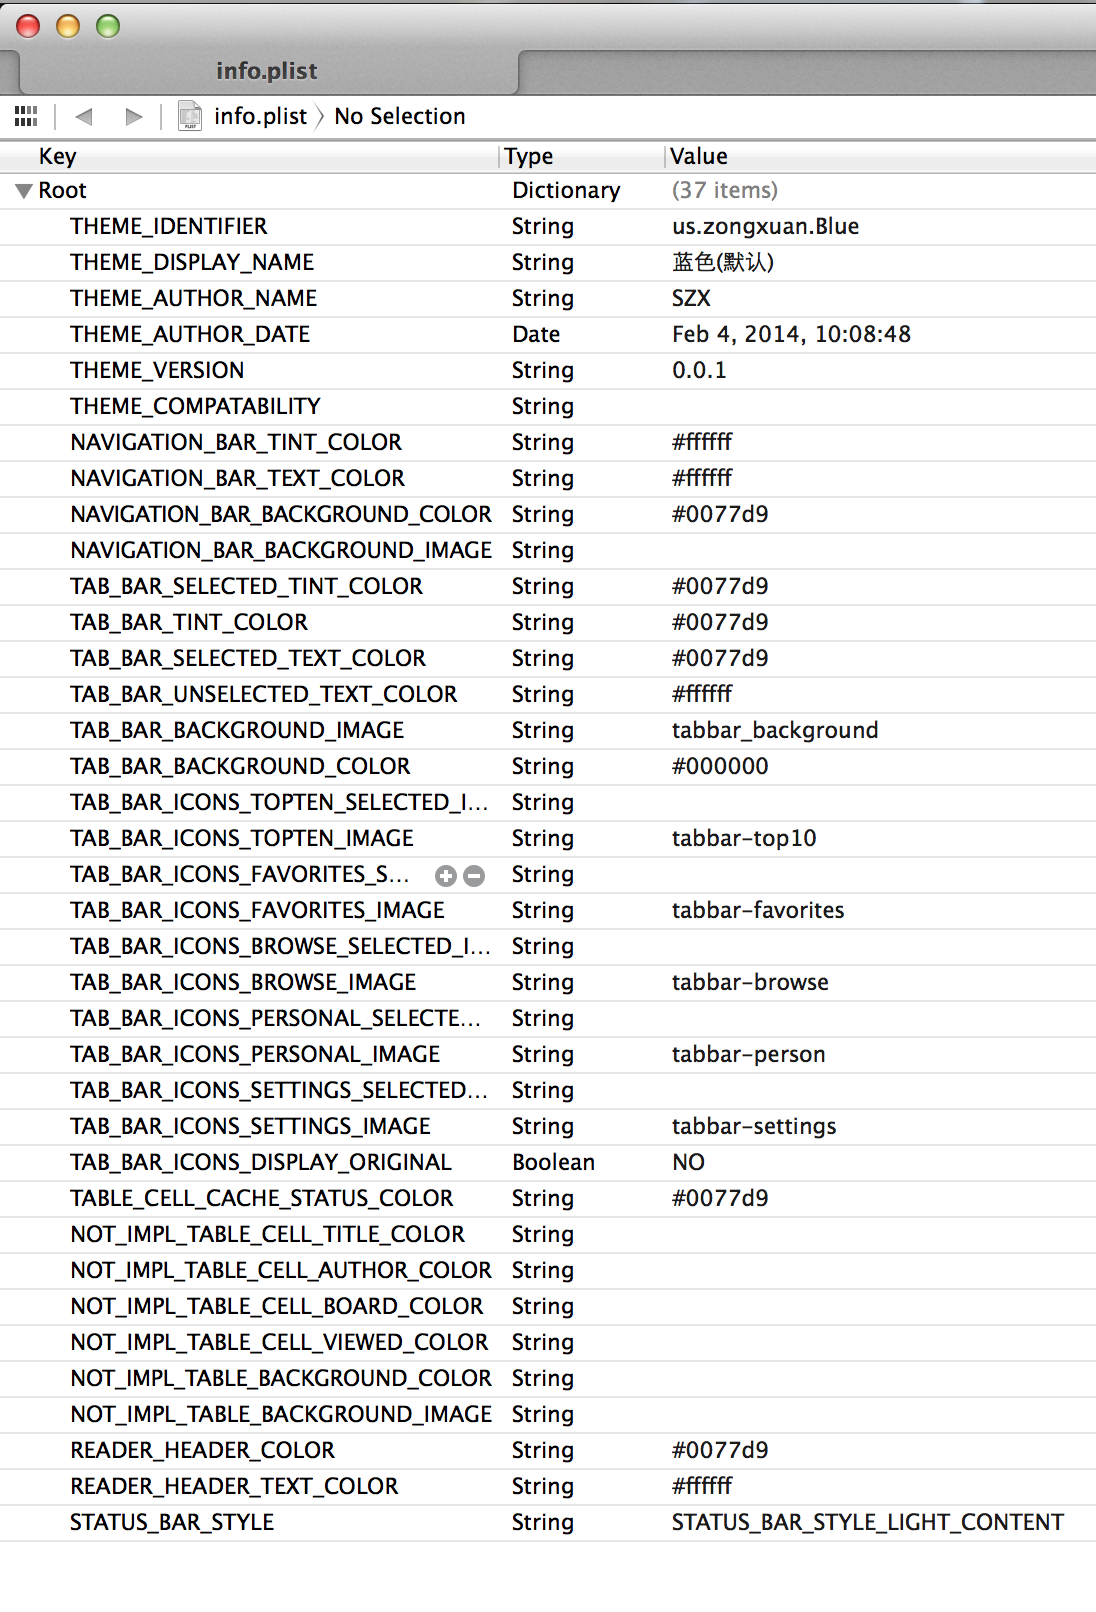 info.plist
info.plist No Selection
Key Type Value
Root Dictionary (37 items)
THEME_IDENTIFIER String us.zongxuan.Blue
THEME_DISPLAY_NAME String 蓝色(默认)
THEME_AUTHOR_NAME String SZX
THEME_AUTHOR_DATE Date Feb 4, 2014, 10:08:48
THEME_VERSION String 0.0.1
THEME_COMPATABILITY String
NAVIGATION_BAR_TINT_COLOR String #ffffff
NAVIGATION_BAR_TEXT_COLOR String #ffffff
NAVIGATION_BAR_BACKGROUND_COLOR String #0077d9
NAVIGATION_BAR_BACKGROUND_IMAGE String
TAB_BAR_SELECTED_TINT_COLOR String #0077d9
TAB_BAR_TINT_COLOR String #0077d9
TAB_BAR_SELECTED_TEXT_COLOR String #0077d9
TAB_BAR_UNSELECTED_TEXT_COLOR String #ffffff
TAB_BAR_BACKGROUND_IMAGE String tabbar_background
TAB_BAR_BACKGROUND_COLOR String #000000
TAB_BAR_ICONS_TOPTEN_SELECTED_I... String
TAB_BAR_ICONS_TOPTEN_IMAGE String tabbar-top10
TAB_BAR_ICONS_FAVORITES_S... String
TAB_BAR_ICONS_FAVORITES_IMAGE String tabbar-favorites
TAB_BAR_ICONS_BROWSE_SELECTED_I... String
TAB_BAR_ICONS_BROWSE_IMAGE String tabbar-browse
TAB_BAR_ICONS_PERSONAL_SELECTE... String
TAB_BAR_ICONS_PERSONAL_IMAGE String tabbar-person
TAB_BAR_ICONS_SETTINGS_SELECTED... String
TAB_BAR_ICONS_SETTINGS_IMAGE String tabbar-settings
TAB_BAR_ICONS_DISPLAY_ORIGINAL Boolean NO
TABLE_CELL_CACHE_STATUS_COLOR String #0077d9
NOT_IMPL_TABLE_CELL_TITLE_COLOR String
NOT_IMPL_TABLE_CELL_AUTHOR_COLOR String
NOT_IMPL_TABLE_CELL_BOARD_COLOR String
NOT_IMPL_TABLE_CELL_VIEWED_COLOR String
NOT_IMPL_TABLE_BACKGROUND_COLOR String
NOT_IMPL_TABLE_BACKGROUND_IMAGE String
READER_HEADER_COLOR String #0077d9
READER_HEADER_TEXT_COLOR String #ffffff
STATUS_BAR_STYLE String STATUS_BAR_STYLE_LIGHT_CONTENT